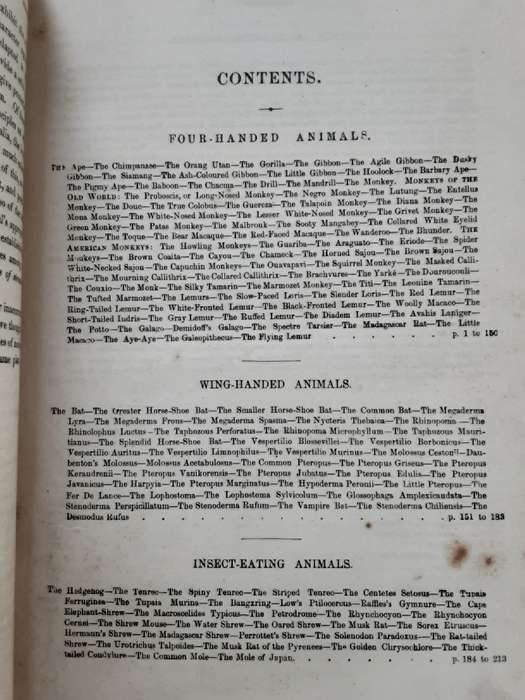 CONTENTS.
FOUR-HANDED ANIMALS.
THE Ape—The Chimpanase—The Orang Utan—The Gorilla—The Gibbon—The Agile Gibbon—The Dusky
Gibbon—The Siamang—The Ash-Coloured Gibbon—The Little Gibbon—The Hoolock—The Barbary Ape—
The Pigmy Ape—The Baboon—The Chacma—The Drill—The Mandrill—The Monkey. MONKEYS OF THE
OLD WORLD: The Proboscis, or Long-Nosed Monkey—The Negro Monkey—The Lutung—The Entellus
Monkey—The Douc—The True Colobus—The Guereza—The Talapoin Monkey—The Diana Monkey—The
Mona Monkey—The White-Nosed Monkey—The Lesser White-Nosed Monkey—The Grivet Monkey—The
Green Monkey—The Patas Monkey—The Malbrouk—The Sooty Mangabey—The Collared White Eyelid
Monkey—The Toque—The Bear Macaque—The Red-Faced Macaque—The Wanderoo—The Bhunder. THE
AMERICAN MONKEYS: The Howling Monkeys—The Guariba—The Araguato—The Eriode—The Spider
Monkeys—The Brown Coaita—The Cayou—The Chameck—The Horned Sajou—The Brown Sajou—The
White-Necked Sajou—The Capuchin Monkeys—The Ouavapavi—The Squirrel Monkey—The Masked Calli-
thrix—The Mourning Callithrix—The Collared Callithrix—The Brachyures—The Yarké—The Douroucouli—
The Couxio—The Monk—The Silky Tamarin—The Marmozet Monkey—The Titi—The Leonine Tamarin—
The Tufted Marmozet—The Lemurs—The Slow-Paced Loris—The Slender Loris—The Red Lemur—The
Ring-Tailed Lemur—The White-Fronted Lemur—The Black-Fronted Lemur—The Woolly Macaco—The
Short-Tailed Indris—The Gray Lemur—The Ruffed Lemur—The Diadem Lemur—The Avahis Laniger—
The Potto—The Galago—Demidoff's Galago—The Spectre Tarsier—The Madagascar Rat—The Little
Macaco—The Aye-Aye—The Galeopithecus—The Flying Lemur . . . . . p. 1 to 150
WING-HANDED ANIMALS.
The Bat—The Greater Horse-Shoe Bat—The Smaller Horse-Shoe Bat—The Common Bat—The Megaderma
Lyra—The Megaderma Frons—The Megaderma Spasma—The Nycteris Thebaica—The Rhinopoma—The
Rhinolophus Luctus—The Taphozous Perforatus—The Rhinopoma Microphyllum—The Taphzous Mauri-
tianus—The Splendid Horse-Shoe Bat—The Vespertilio Blossevillei—The Vespertilio Borbonicus—The
Vespertilio Auritus—The Vespertilio Limnophilus—The Vespertilio Murinus—The Molossus Cestonii—Dau-
benton's Molossus—Molossus Acetabulosus—The Common Pteropus—The Pteropus Griseus—The Pteropus
Kerandrenii—The Pteropus Vanikorensis—The Pteropus Jubatus—The Pteropus Edulis—The Pteropus
Javanicus—The Harpyia—The Pteropus Marginatus—The Hypoderma Peronii—The Little Pteropus—The
Fer De Lance—The Lophostoma—The Lophostoma Sylvicolum—The Glossophaga Amplexicaudata—The
Stenoderma Perspicillatum—The Stenoderma Rufum—The Vampire Bat—The Stenoderma Chiliensis—The
Desmodus Rufus . . . . . . . . . p. 151 to 183
INSECT-EATING ANIMALS.
The Hedgehog—The Tenrec—The Spiny Tenrec—The Striped Tenrec—The Centetes Setosus—The Tupaia
Ferrugines—The Tupaia Murina—The Bangzring—Low's Ptilocercus—Raffles's Gymnure—The Cape
Elephant-Shrew—The Macroscelides Typicus—The Petrodrome—The Rhynchocyon—The Rhynchocyon
Cernei—The Shrew Mouse—The Water Shrew—The Oared Shrew—The Musk Rat—The Sorex Etruscus—
Hermann's Shrew—The Madagascar Shrew—Perrottet's Shrew—The Solenodon Paradoxus—The Rat-tailed
Shrew—The Urotrichus Talpoides—The Musk Rat of the Pyrenees—The Golden Chrysochlore—The Thick-
tailed Condylure—The Common Mole—The Mole of Japan. . . . . . . p. 184 to 213